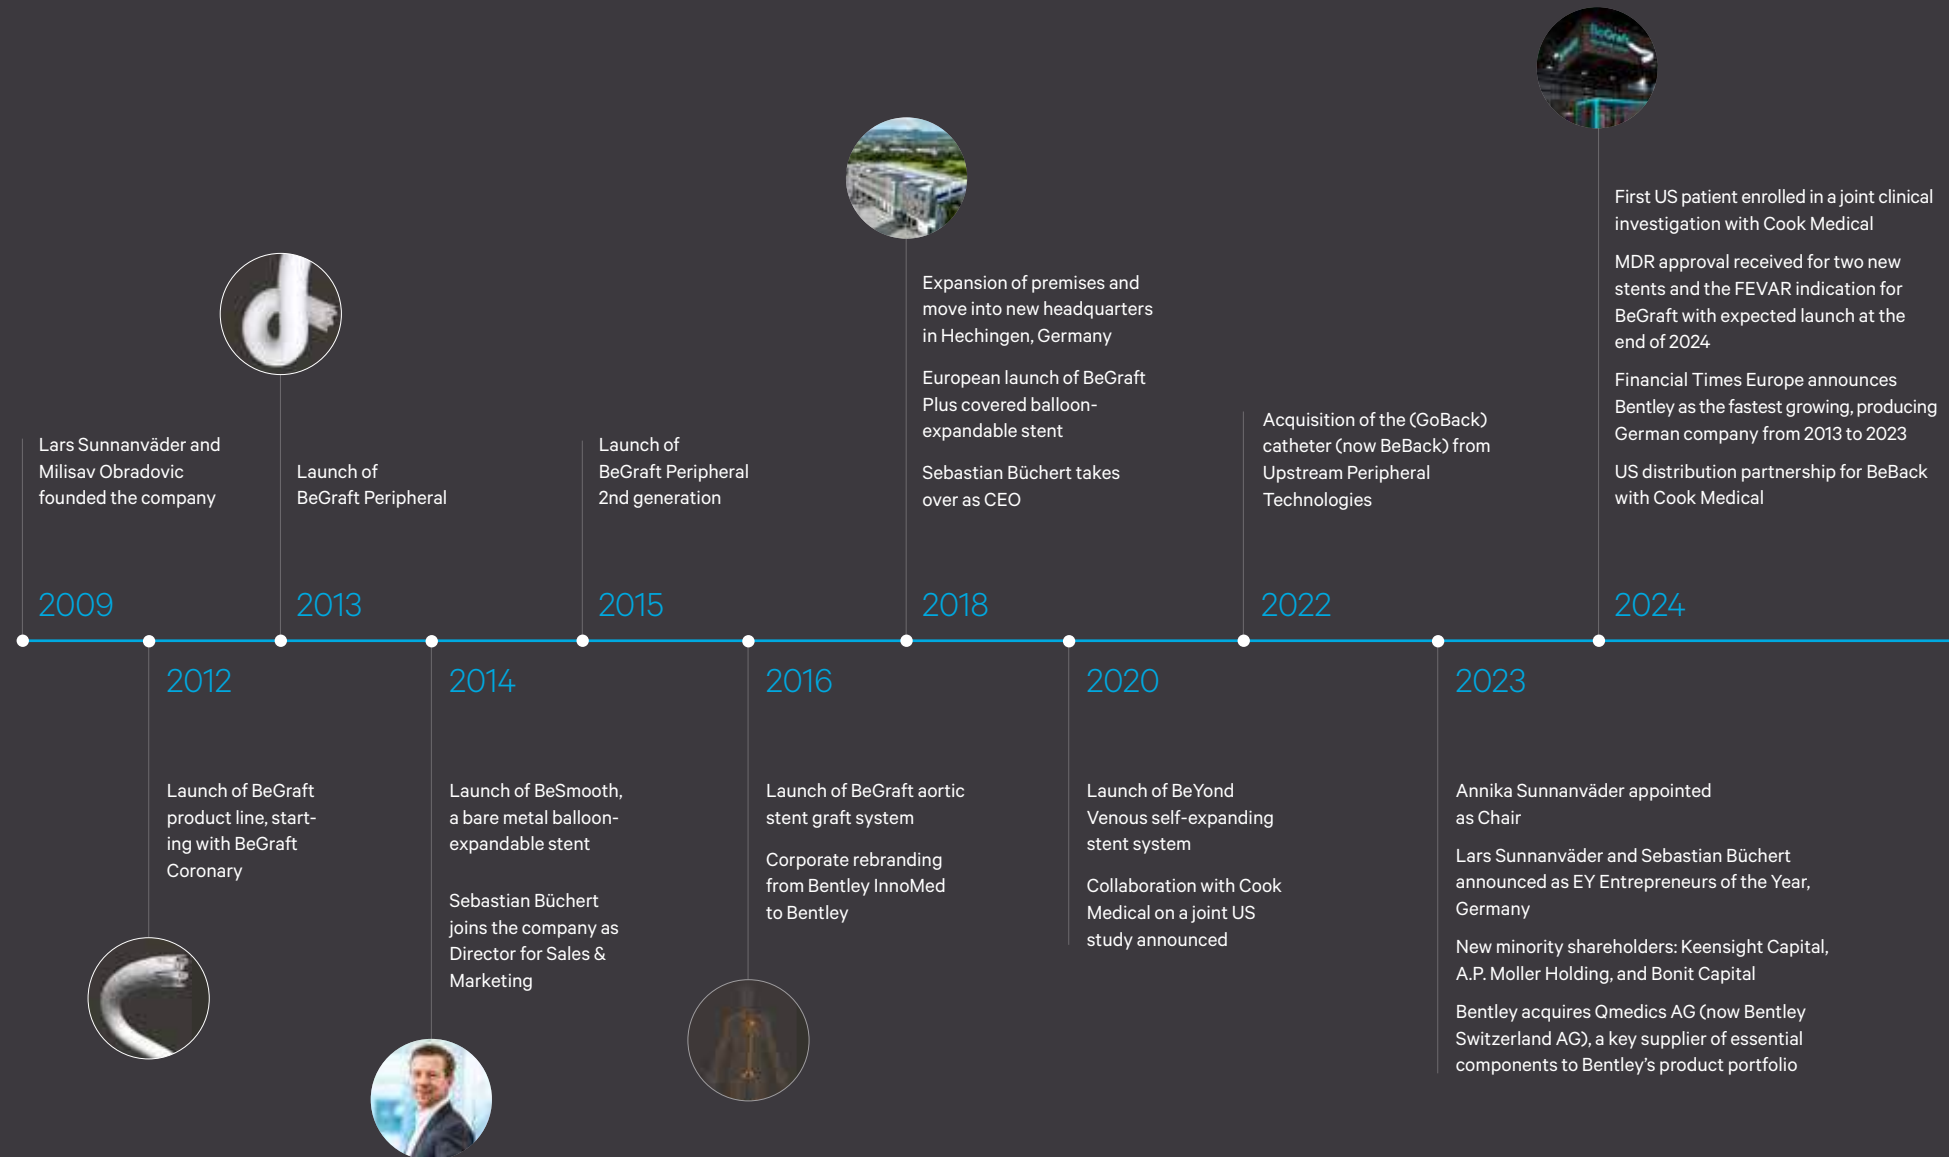 Lars Sunnanväder and
Milisav Obradovic
founded the company
2009
2012
Launch of BeGraft
product line, start-
ing with BeGraft
Coronary
Launch of
BeGraft Peripheral
2013
2014
Launch of BeSmooth,
a bare metal balloon-
expandable stent
Sebastian Büchert
joins the company as
Director for Sales &
Marketing
Launch of
BeGraft Peripheral
2nd generation
2015
2016
Launch of BeGraft aortic
stent graft system
Corporate rebranding
from Bentley InnoMed
to Bentley
Expansion of premises and
move into new headquarters
in Hechingen, Germany
European launch of BeGraft
Plus covered balloon-
expandable stent
Sebastian Büchert takes
over as CEO
2018
2020
Launch of BeYond
Venous self-expanding
stent system
Collaboration with Cook
Medical on a joint US
study announced
Acquisition of the (GoBack)
catheter (now BeBack) from
Upstream Peripheral
Technologies
2022
2023
Annika Sunnanväder appointed
as Chair
Lars Sunnanväder and Sebastian Büchert
announced as EY Entrepreneurs of the Year,
Germany
New minority shareholders: Keensight Capital,
A.P. Moller Holding, and Bonit Capital
Bentley acquires Qmedics AG (now Bentley
Switzerland AG), a key supplier of essential
components to Bentley’s product portfolio
BeGraft
First US patient enrolled in a joint clinical
investigation with Cook Medical
MDR approval received for two new
stents and the FEVAR indication for
BeGraft with expected launch at the
end of 2024
Financial Times Europe announces
Bentley as the fastest growing, producing
German company from 2013 to 2023
US distribution partnership for BeBack
with Cook Medical
2024